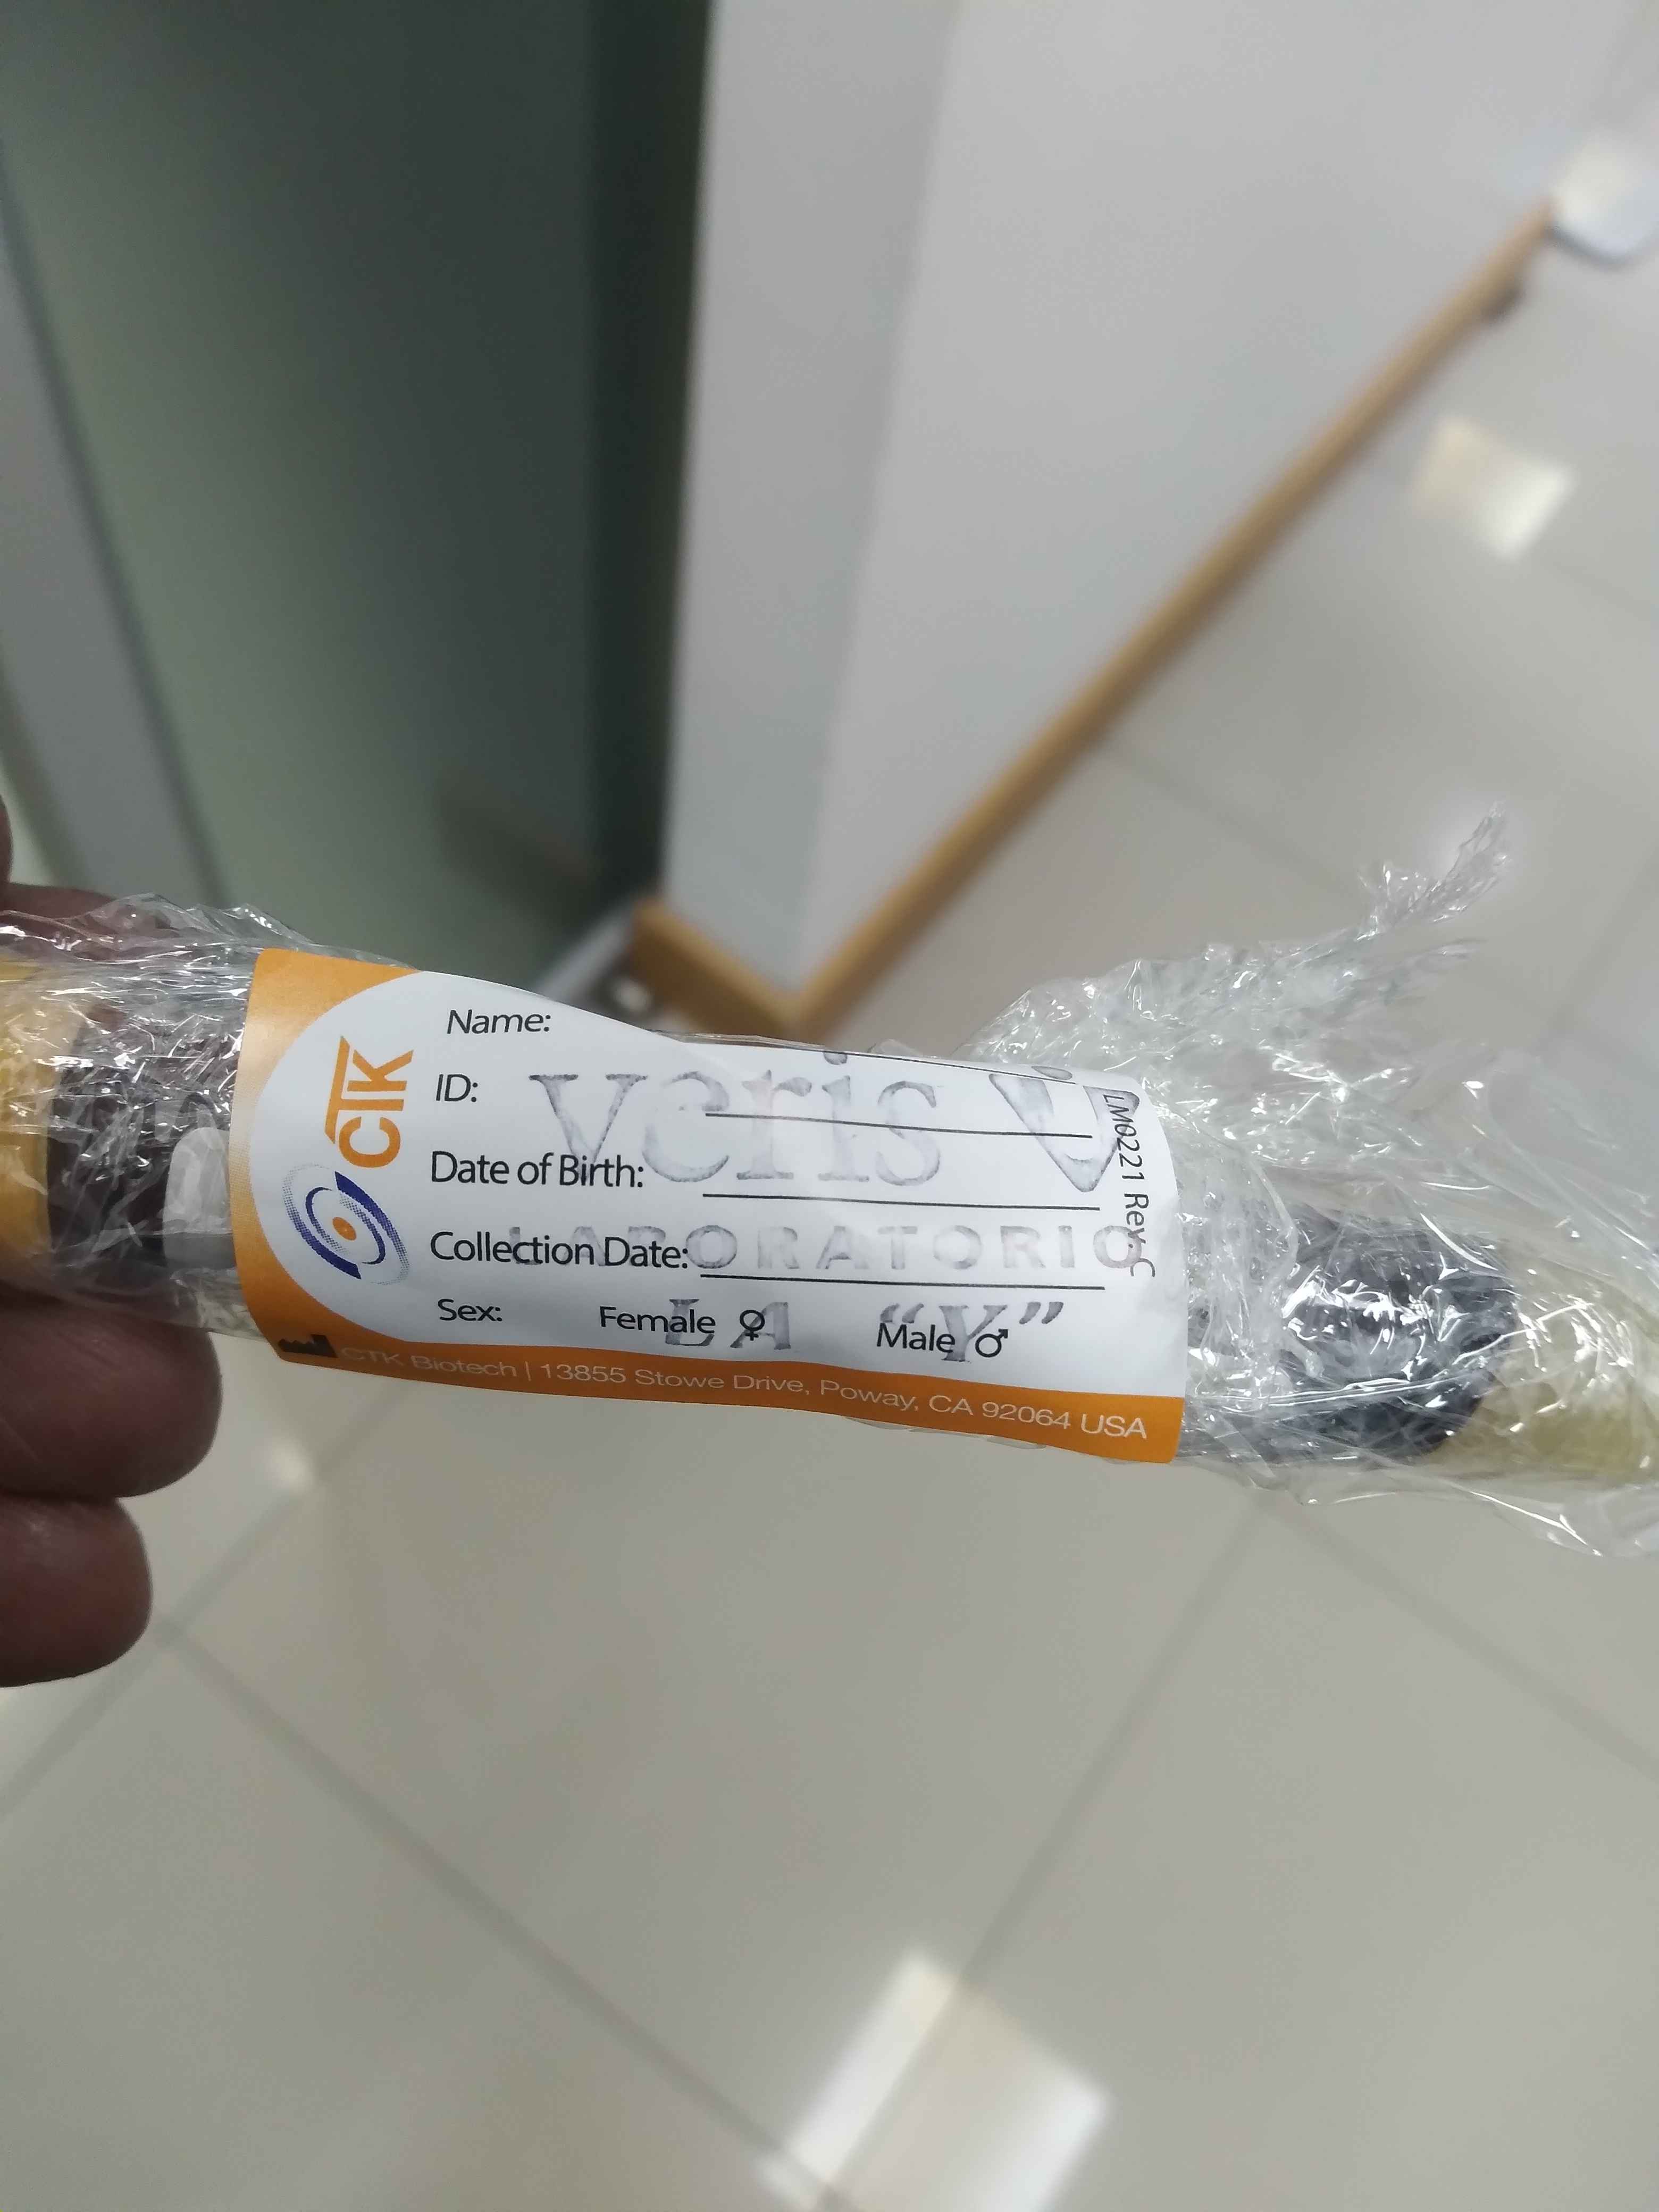 CTK
Name:
ID:
Date of Birth:
Collection Date:
Sex: Female ♀ Male ♂
LM0221 Rev. C
veris
LABORATORIO
LA "Y"
CTK Biotech | 13855 Stowe Drive, Poway, CA 92064 USA